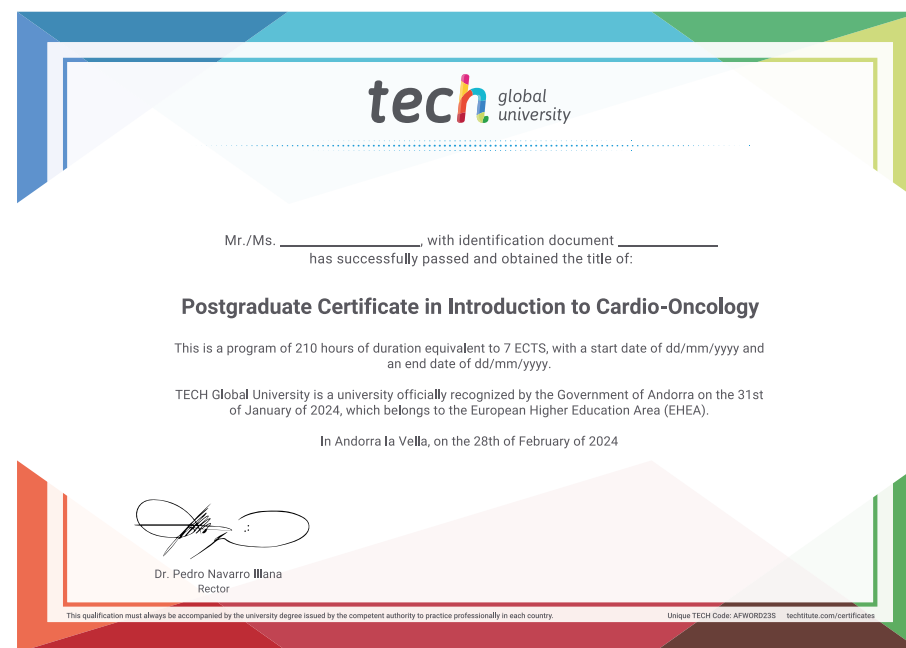 tech global university
Mr./Ms. ____________________, with identification document ______________
has successfully passed and obtained the title of:
Postgraduate Certificate in Introduction to Cardio-Oncology
This is a program of 210 hours of duration equivalent to 7 ECTS, with a start date of dd/mm/yyyy and
an end date of dd/mm/yyyy.
TECH Global University is a university officially recognized by the Government of Andorra on the 31st
of January of 2024, which belongs to the European Higher Education Area (EHEA).
In Andorra la Vella, on the 28th of February of 2024
Dr. Pedro Navarro Illana
Rector
This qualification must always be accompanied by the university degree issued by the competent authority to practice professionally in each country.
Unique TECH Code: AFWORD23S techtitute.com/certificates